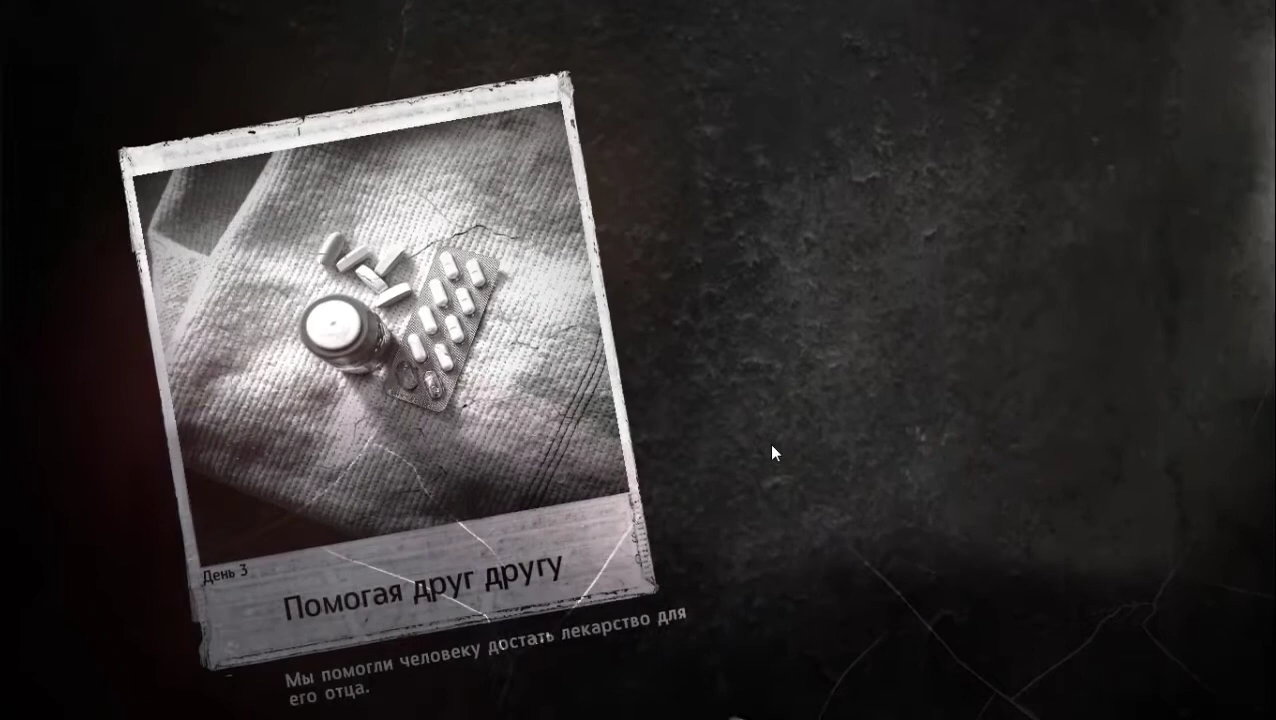 День 3
Помогая друг другу
Мы помогли человеку достать лекарство для
его отца.